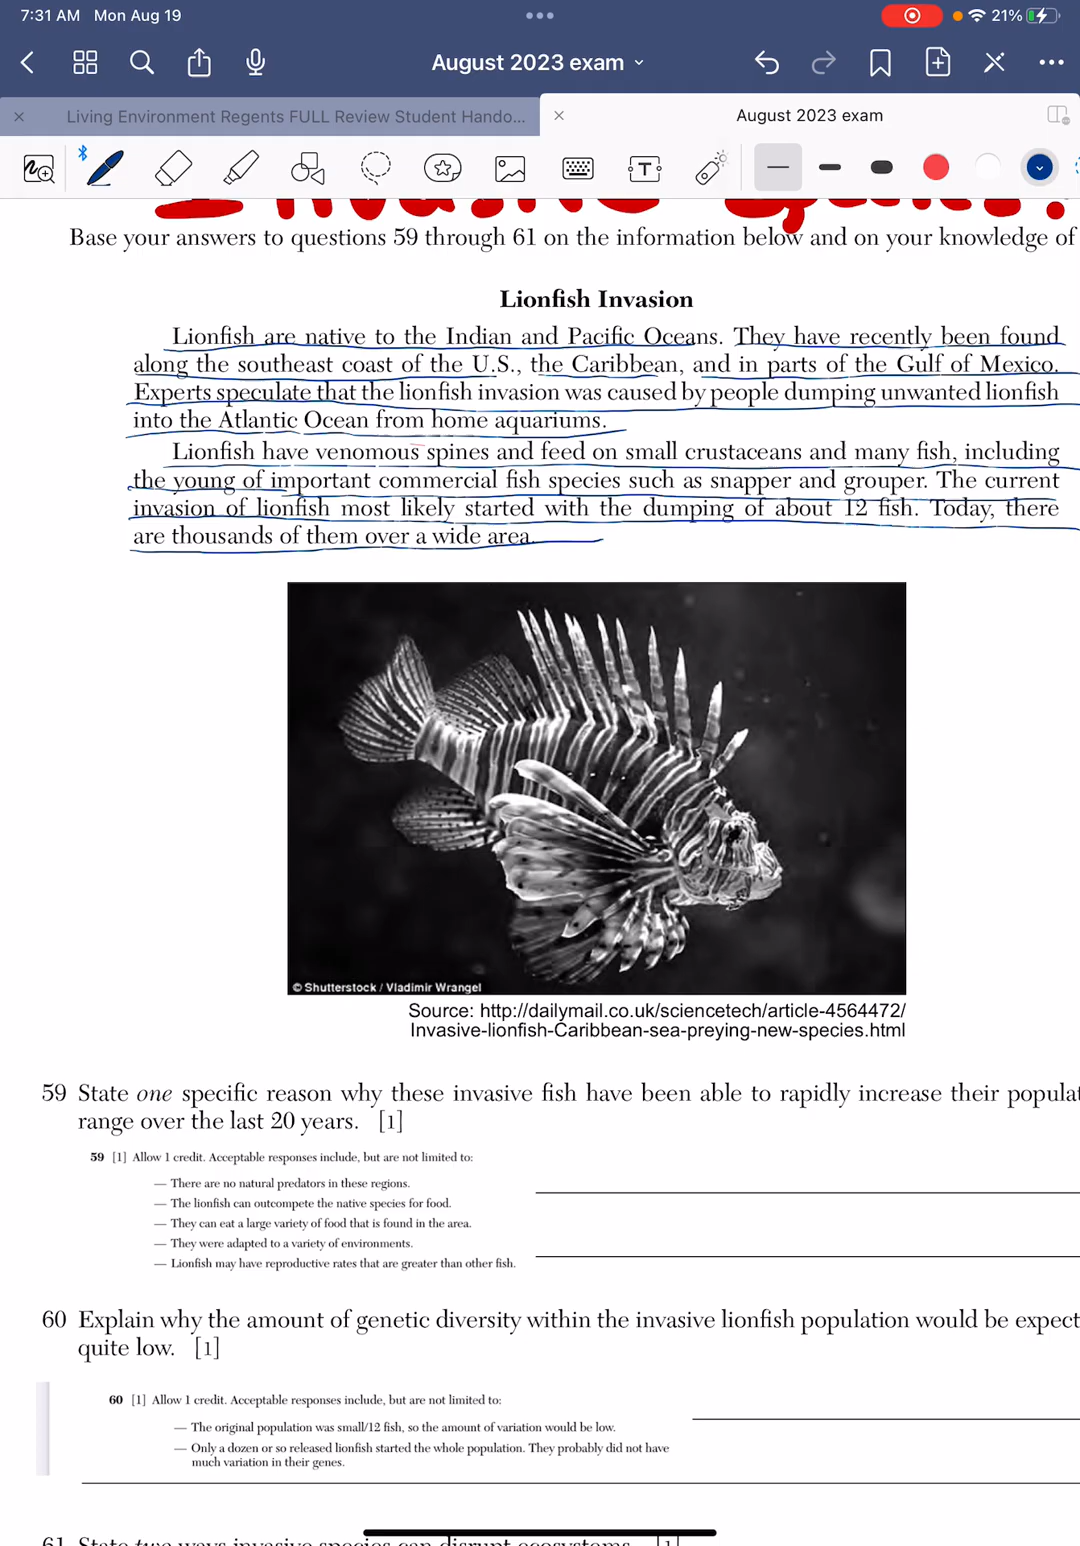 7:31 AM Mon Aug 19
21%
August 2023 exam
Living Environment Regents FULL Review Student Hando...
August 2023 exam
T
Base your answers to questions 59 through 61 on the information below and on your knowledge of
Lionfish Invasion
Lionfish are native to the Indian and Pacific Oceans. They have recently been found
along the southeast coast of the U.S., the Caribbean, and in parts of the Gulf of Mexico.
Experts speculate that the lionfish invasion was caused by people dumping unwanted lionfish
into the Atlantic Ocean from home aquariums.
Lionfish have venomous spines and feed on small crustaceans and many fish, including
the young of important commercial fish species such as snapper and grouper. The current
invasion of lionfish most likely started with the dumping of about 12 fish. Today, there
are thousands of them over a wide area.
© Shutterstock / Vladimir Wrangel
Source: http://dailymail.co.uk/sciencetech/article-4564472/
Invasive-lionfish-Caribbean-sea-preying-new-species.html
59 State one specific reason why these invasive fish have been able to rapidly increase their populat
range over the last 20 years. [1]
59 [1] Allow 1 credit. Acceptable responses include, but are not limited to:
— There are no natural predators in these regions.
— The lionfish can outcompete the native species for food.
— They can eat a large variety of food that is found in the area.
— They were adapted to a variety of environments.
— Lionfish may have reproductive rates that are greater than other fish.
60 Explain why the amount of genetic diversity within the invasive lionfish population would be expect
quite low. [1]
60 [1] Allow 1 credit. Acceptable responses include, but are not limited to:
— The original population was small/12 fish, so the amount of variation would be low.
— Only a dozen or so released lionfish started the whole population. They probably did not have
much variation in their genes.
61 State two ways invasive species can disrupt ecosystems. [1]